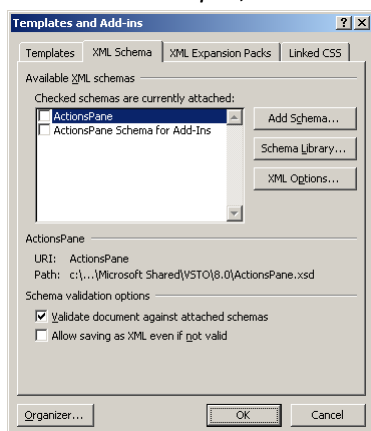 Templates and Add-ins
Templates XML Schema XML Expansion Packs Linked CSS
Available XML schemas
Checked schemas are currently attached:
ActionsPane
ActionsPane Schema for Add-Ins
Add Schema...
Schema Library...
XML Options...
ActionsPane
URI: ActionsPane
Path: c:\...\Microsoft Shared\VSTO\8.0\ActionsPane.xsd
Schema validation options
Validate document against attached schemas
Allow saving as XML even if not valid
Organizer... OK Cancel